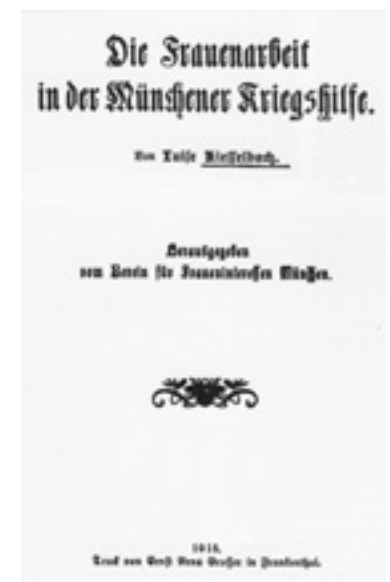 Die Frauenarbeit
in der Münchener Kriegshilfe.
Von Luise Kiesselbach.
Herausgegeben
vom Verein für Fraueninteressen München.
Druck von in Frankenthal.